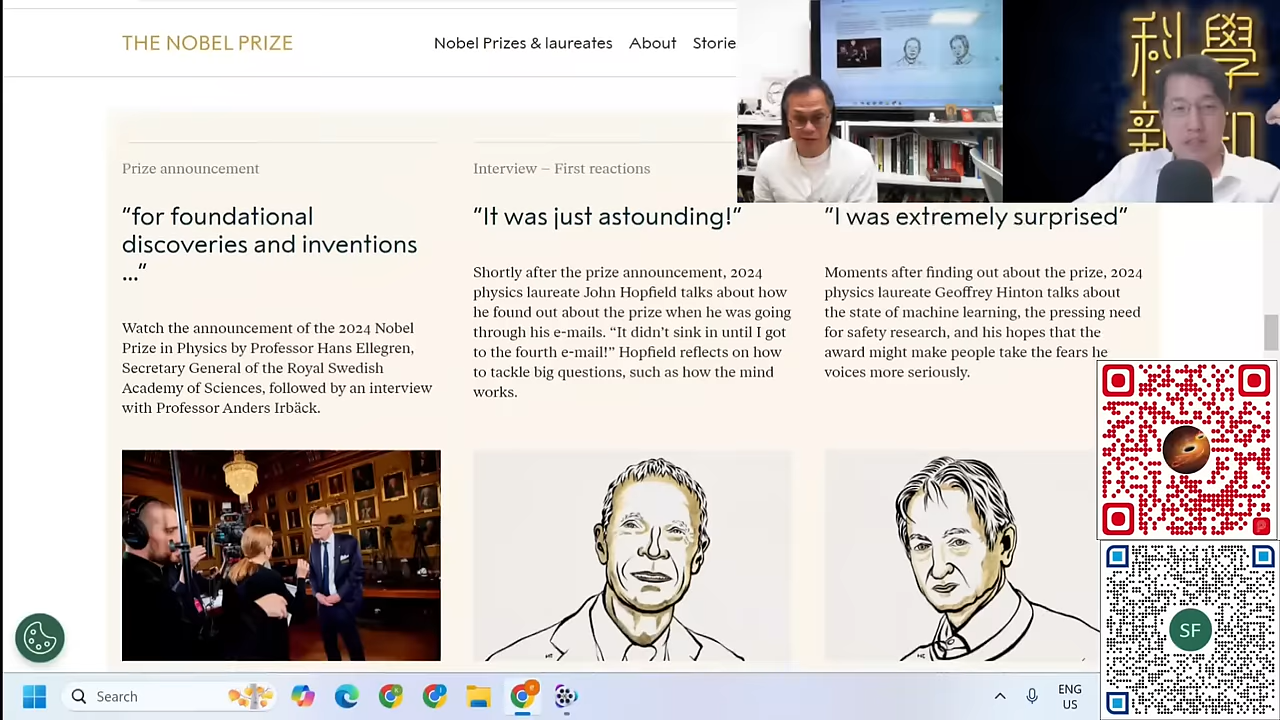 THE NOBEL PRIZE
Nobel Prizes & laureates About Storie
科學
新知
Prize announcement
“for foundational
discoveries and inventions
…”
Watch the announcement of the 2024 Nobel
Prize in Physics by Professor Hans Ellegren,
Secretary General of the Royal Swedish
Academy of Sciences, followed by an interview
with Professor Anders Irbäck.
Interview – First reactions
“It was just astounding!”
Shortly after the prize announcement, 2024
physics laureate John Hopfield talks about how
he found out about the prize when he was going
through his e-mails. “It didn’t sink in until I got
to the fourth e-mail!” Hopfield reflects on how
to tackle big questions, such as how the mind
works.
“I was extremely surprised”
Moments after finding out about the prize, 2024
physics laureate Geoffrey Hinton talks about
the state of machine learning, the pressing need
for safety research, and his hopes that the
award might make people take the fears he
voices more seriously.
SF
Search
ENG
US